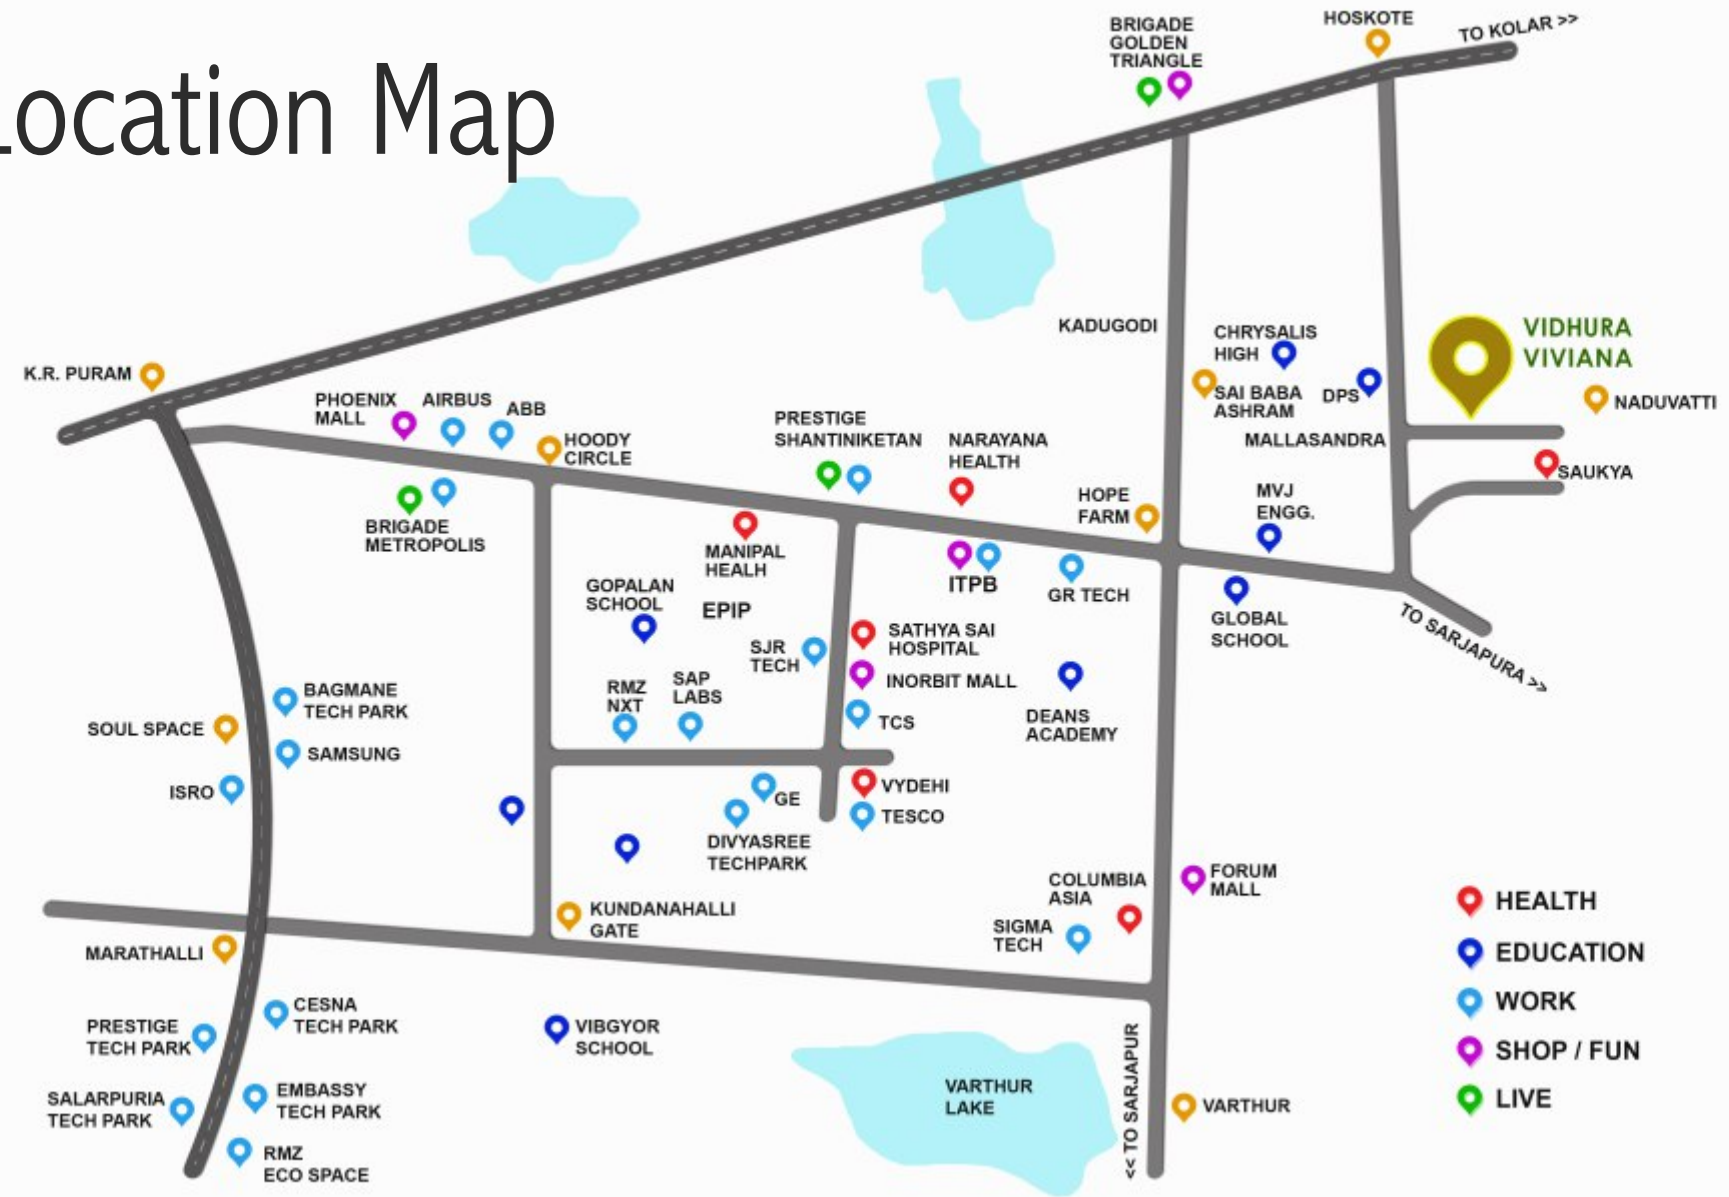 Location Map
BRIGADE
GOLDEN
TRIANGLE
HOSKOTE
TO KOLAR >>
K.R. PURAM
PHOENIX
MALL
AIRBUS
ABB
HOODY
CIRCLE
BRIGADE
METROPOLIS
PRESTIGE
SHANTINIKETAN
NARAYANA
HEALTH
KADUGODI
CHRYSALIS
HIGH
SAI BABA
ASHRAM
DPS
MALLASANDRA
VIDHURA
VIVIANA
NADUVATTI
SAUKYA
HOPE
FARM
MVJ
ENGG.
MANIPAL
HEALH
GOPALAN
SCHOOL
EPIP
ITPB
GR TECH
GLOBAL
SCHOOL
TO SARJAPURA >>
SJR
TECH
SATHYA SAI
HOSPITAL
INORBIT MALL
TCS
RMZ
NXT
SAP
LABS
DEANS
ACADEMY
BAGMANE
TECH PARK
SOUL SPACE
SAMSUNG
ISRO
GE
DIVYASREE
TECHPARK
VYDEHI
TESCO
COLUMBIA
ASIA
SIGMA
TECH
FORUM
MALL
KUNDANAHALLI
GATE
MARATHALLI
CESNA
TECH PARK
PRESTIGE
TECH PARK
SALARPURIA
TECH PARK
EMBASSY
TECH PARK
RMZ
ECO SPACE
VIBGYOR
SCHOOL
VARTHUR
LAKE
<< TO SARJAPUR
VARTHUR
HEALTH
EDUCATION
WORK
SHOP / FUN
LIVE